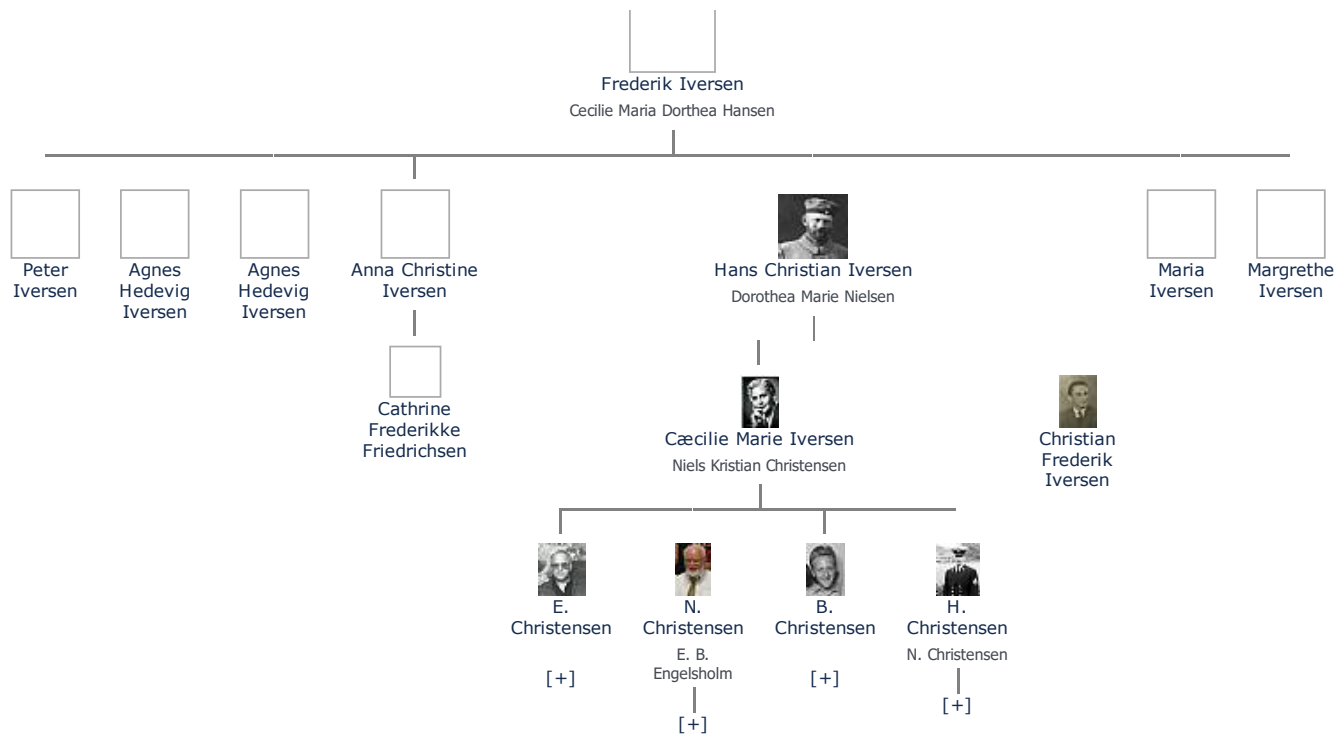 Frederik Iversen
Cecilie Maria Dorthea Hansen
Peter
Iversen
Agnes
Hedevig
Iversen
Agnes
Hedevig
Iversen
Anna Christine
Iversen
Hans Christian Iversen
Dorothea Marie Nielsen
Maria
Iversen
Margrethe
Iversen
Cathrine
Frederikke
Friedrichsen
Cæcilie Marie Iversen
Niels Kristian Christensen
Christian
Frederik
Iversen
E.
Christensen
[+]
N.
Christensen
E. B.
Engelsholm
[+]
B.
Christensen
[+]
H.
Christensen
N. Christensen
[+]